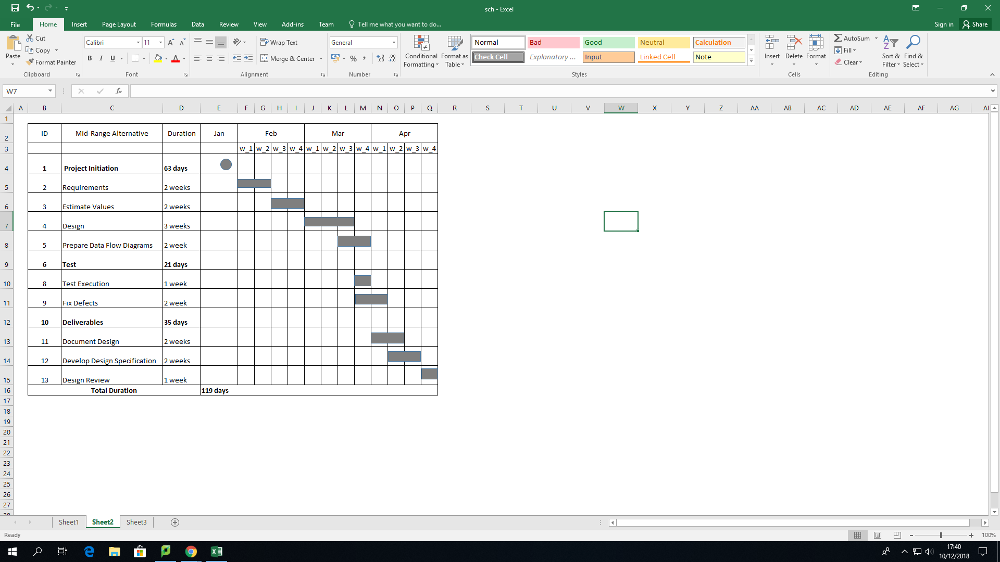 sch - Excel
File Home Insert Page Layout Formulas Data Review View Add-ins Team Tell me what you want to do... Sign in Share
Paste Cut Copy Format Painter Clipboard
Calibri 11 B I U Font
Wrap Text Merge & Center Alignment
General % , Number
Conditional Formatting Format as Table
Normal Bad Good Neutral Calculation
Check Cell Explanatory ... Input Linked Cell Note
Styles
Insert Delete Format Cells
AutoSum Fill Clear Sort & Filter Find & Select Editing
W7 fx
A B C D E F G H I J K L M N O P Q R S T U V W X Y Z AA AB AC AD AE AF AG
1
2 ID Mid-Range Alternative Duration Jan Feb Mar Apr
3 w_1 w_2 w_3 w_4 w_1 w_2 w_3 w_4 w_1 w_2 w_3 w_4
4 1 Project Initiation 63 days
5 2 Requirements 2 weeks
6 3 Estimate Values 2 weeks
7 4 Design 3 weeks
8 5 Prepare Data Flow Diagrams 2 week
9 6 Test 21 days
10 8 Test Execution 1 week
11 9 Fix Defects 2 week
12 10 Deliverables 35 days
13 11 Document Design 2 weeks
14 12 Develop Design Specification 2 weeks
15 13 Design Review 1 week
16 Total Duration 119 days
17
18
19
20
21
22
23
24
25
26
27
Sheet1 Sheet2 Sheet3
Ready 100%
17:40
10/12/2018